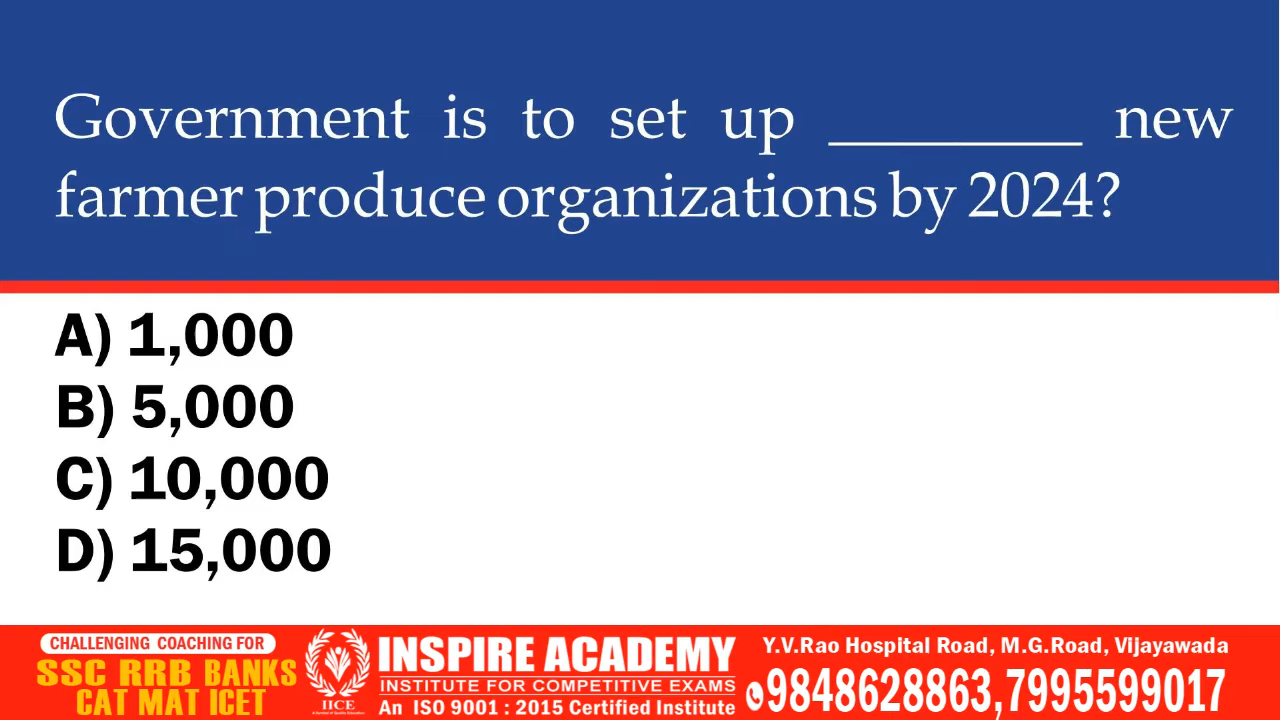 Government is to set up ________ new
farmer produce organizations by 2024?
A) 1,000
B) 5,000
C) 10,000
D) 15,000
CHALLENGING COACHING FOR
SSC RRB BANKS
CAT MAT ICET
IICE
INSPIRE ACADEMY
INSTITUTE FOR COMPETITIVE EXAMS
An ISO 9001 : 2015 Certified Institute
Y.V.Rao Hospital Road, M.G.Road, Vijayawada
9848628863,7995599017